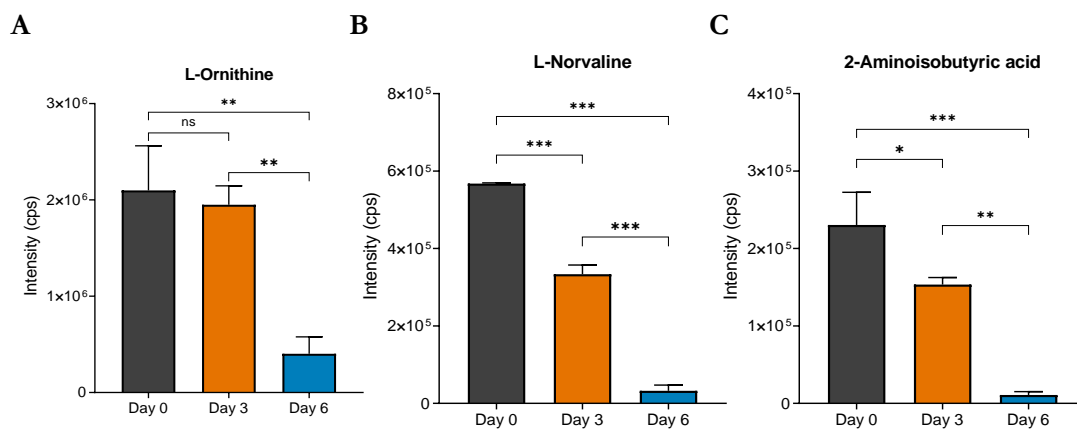 A
L-Ornithine
Intensity (cps)
3×10⁶
2×10⁶
1×10⁶
0
**
ns
**
Day 0 Day 3 Day 6
B
L-Norvaline
Intensity (cps)
8×10⁵
6×10⁵
4×10⁵
2×10⁵
0
***
***
***
Day 0 Day 3 Day 6
C
2-Aminoisobutyric acid
Intensity (cps)
4×10⁵
3×10⁵
2×10⁵
1×10⁵
0
***
*
**
Day 0 Day 3 Day 6